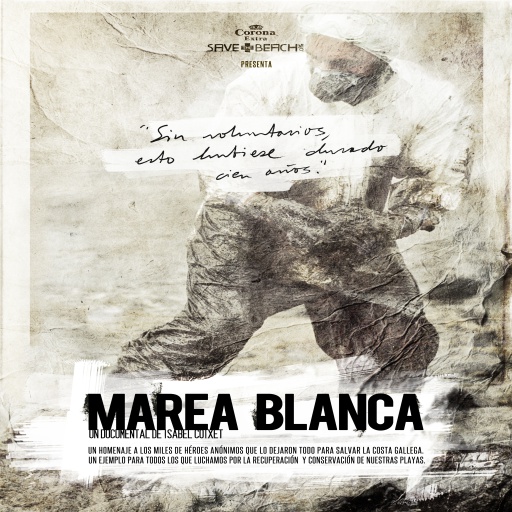 Corona
Extra
SAVE THE BEACH
PRESENTA
"Sin voluntarios,
esto hubiese durado
cien años."
MAREA BLANCA
UN DOCUMENTAL DE ISABEL COIXET
UN HOMENAJE A LOS MILES DE HÉROES ANÓNIMOS QUE LO DEJARON TODO PARA SALVAR LA COSTA GALLEGA.
UN EJEMPLO PARA TODOS LOS QUE LUCHAMOS POR LA RECUPERACIÓN Y CONSERVACIÓN DE NUESTRAS PLAYAS.